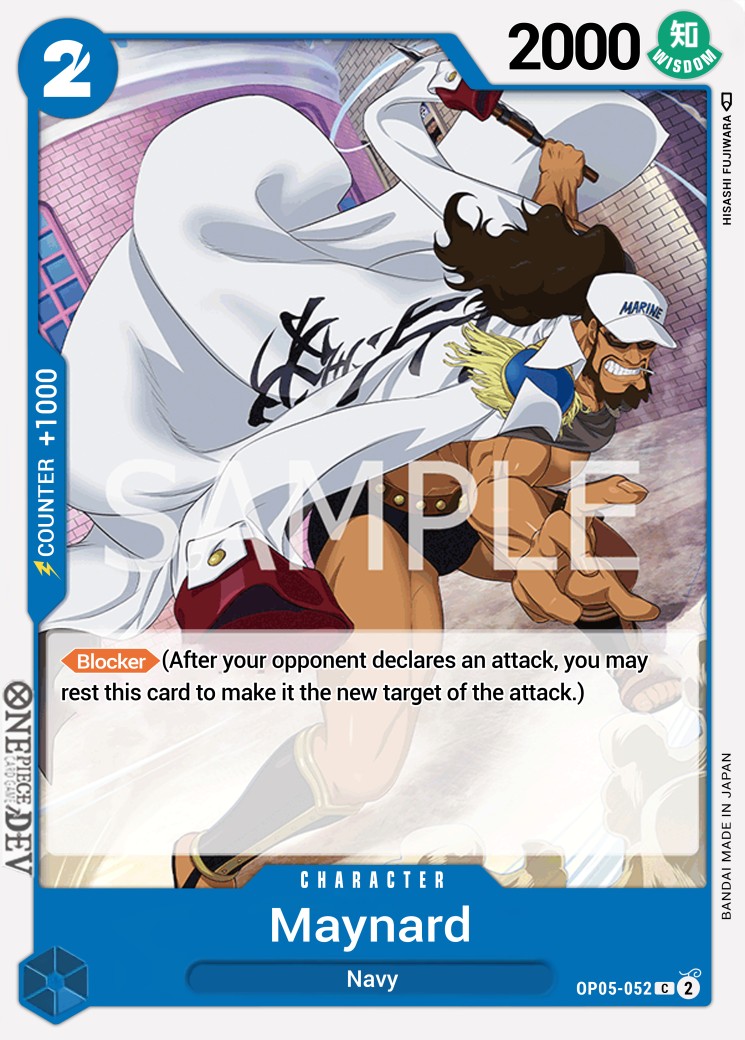 2
2000
知
WISDOM
HISASHI FUJIWARA
MARINE
COUNTER +1000
SAMPLE
Blocker (After your opponent declares an attack, you may
rest this card to make it the new target of the attack.)
ONE PIECE
CARD GAME
DEV
BANDAI MADE IN JAPAN
CHARACTER
Maynard
Navy
OP05-052 C 2